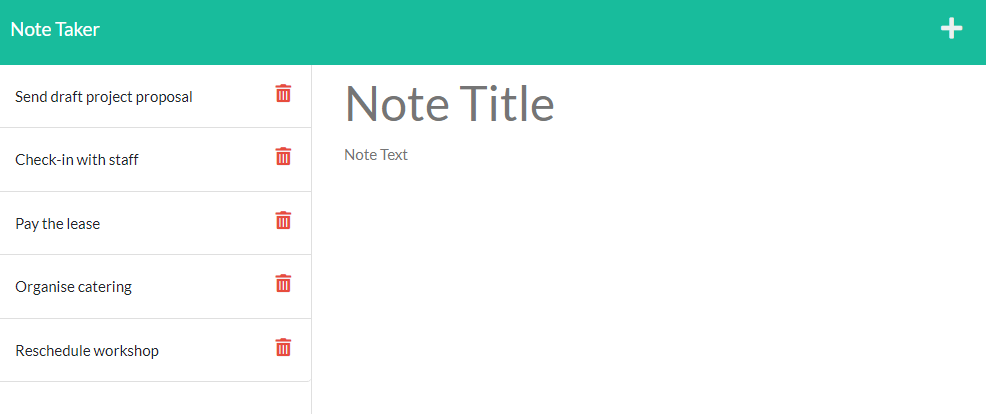 Note Taker
Send draft project proposal
Check-in with staff
Pay the lease
Organise catering
Reschedule workshop
Note Title
Note Text